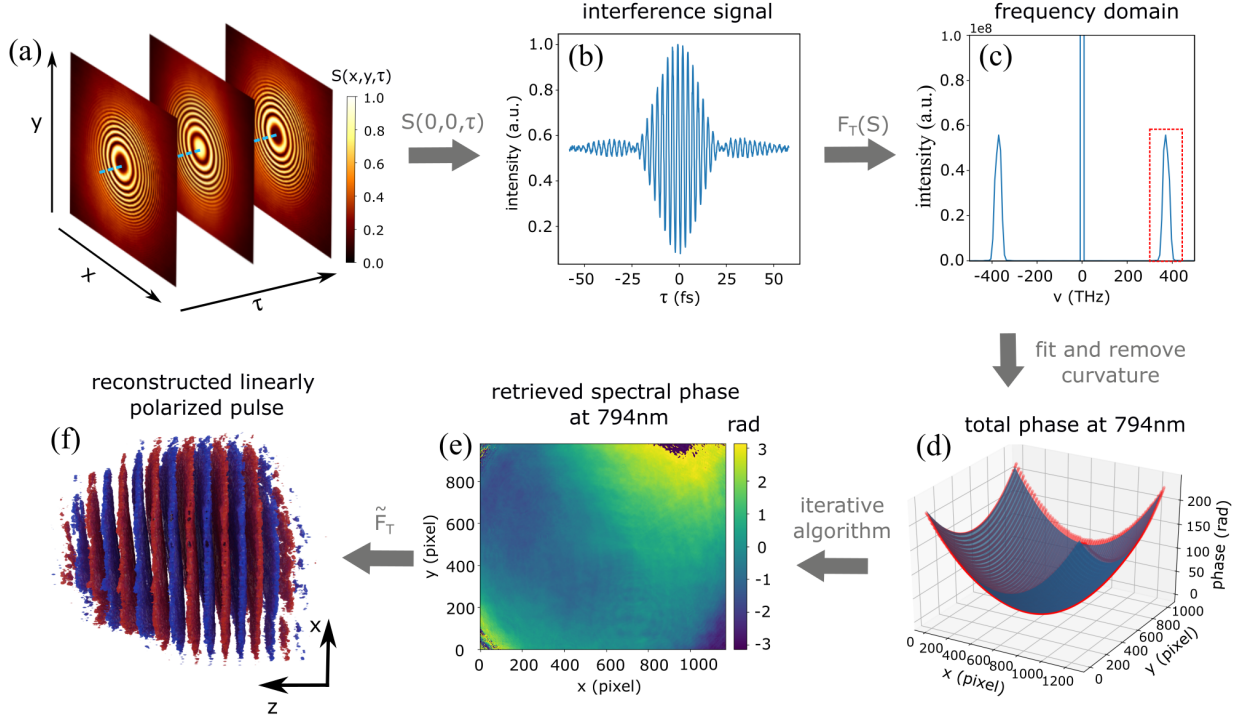 (a)
y
x
τ
S(x,y,τ)
1.0
0.8
0.6
0.4
0.2
0.0
S(0,0,τ)
interference signal
(b)
intensity (a.u.)
1.0
0.8
0.6
0.4
0.2
-50 -25 0 25 50
τ (fs)
F_T(S)
frequency domain
1e8
(c)
intensity (a.u.)
1.0
0.8
0.6
0.4
0.2
0.0
-400 -200 0 200 400
v (THz)
fit and remove
curvature
total phase at 794nm
(d)
phase (rad)
200
150
100
50
0
x (pixel)
0 200 400 600 800 1000 1200
y (pixel)
0 200 400 600 800 1000
iterative
algorithm
retrieved spectral phase
at 794nm
rad
(e)
y (pixel)
800
600
400
200
0
0 200 400 600 800 1000
x (pixel)
3
2
1
0
-1
-2
-3
F̃_T
reconstructed linearly
polarized pulse
(f)
x
z